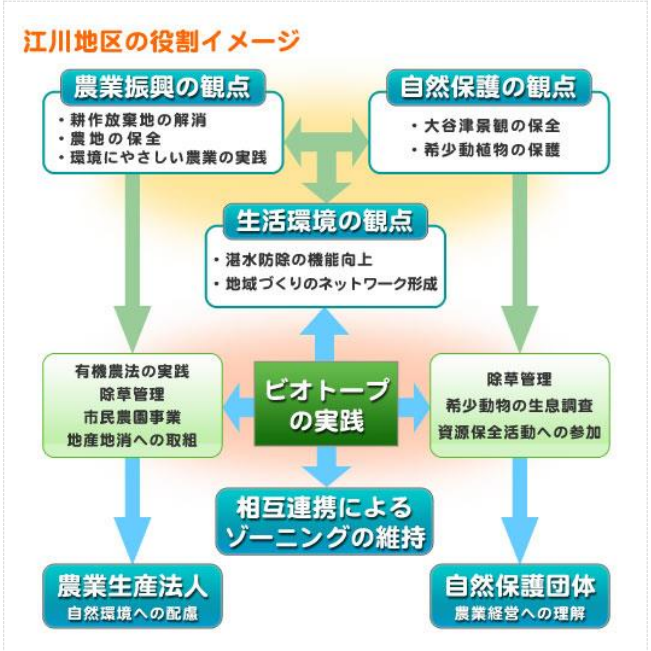 江川地区の役割イメージ
農業振興の観点
・耕作放棄地の解消
・農地の保全
・環境にやさしい農業の実践
自然保護の観点
・大谷津景観の保全
・希少動植物の保護
生活環境の観点
・湛水防除の機能向上
・地域づくりのネットワーク形成
有機農法の実践
除草管理
市民農園事業
地産地消への取組
ビオトープ
の実践
除草管理
希少動物の生息調査
資源保全活動への参加
相互連携による
ゾーニングの維持
農業生産法人
自然環境への配慮
自然保護団体
農業経営への理解